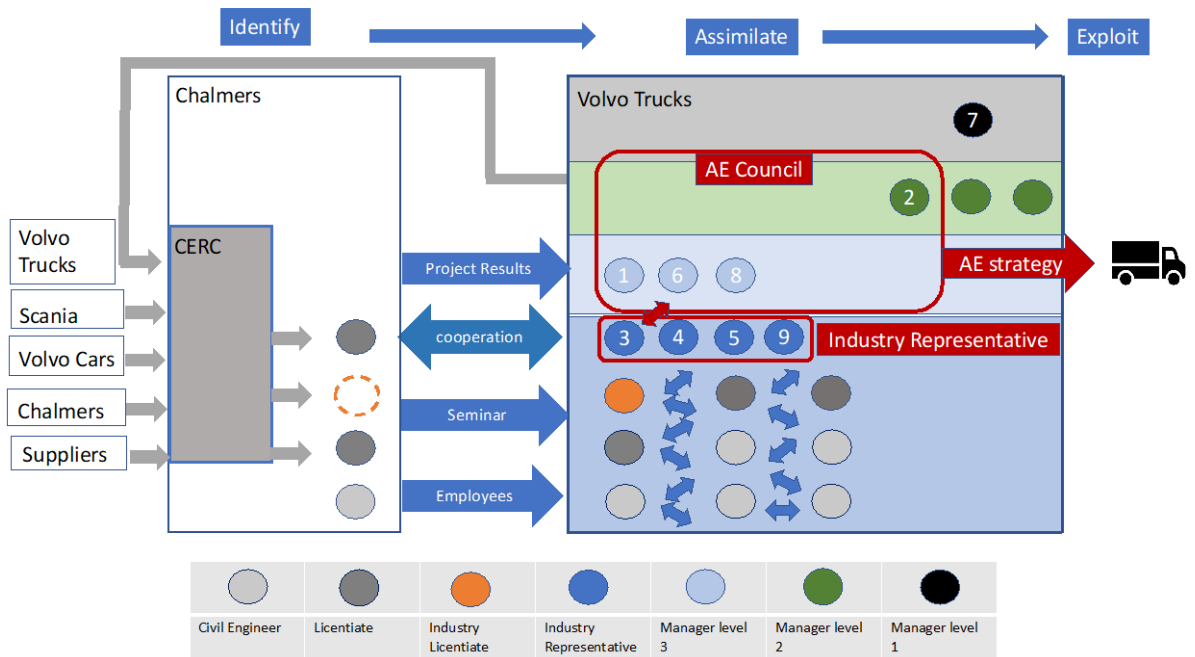 Identify
Assimilate
Exploit
Chalmers
Volvo Trucks
7
AE Council
2
Volvo
Trucks
CERC
Project Results
1 6 8
AE strategy
Scania
cooperation
3 4 5 9
Industry Representative
Volvo Cars
Chalmers
Seminar
Suppliers
Employees
Civil Engineer
Licentiate
Industry
Licentiate
Industry
Representative
Manager level
3
Manager level
2
Manager level
1